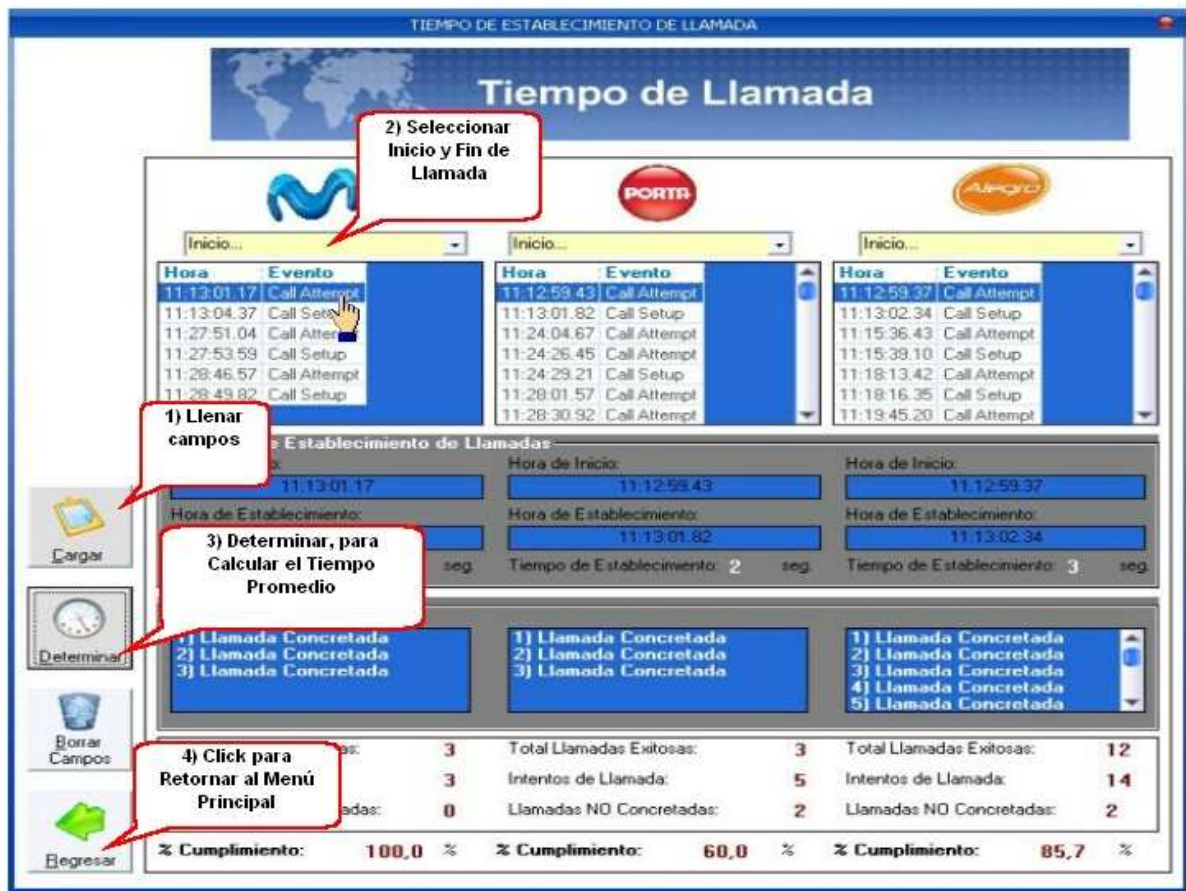 TIEMPO DE ESTABLECIMIENTO DE LLAMADA
Tiempo de Llamada
2) Seleccionar
Inicio y Fin de
Llamada
PORTA
Alegro
Inicio...
Inicio...
Inicio...
Hora Evento
11:13:01.17 Call Attempt
11:13:04.37 Call Setup
11:27:51.04 Call Attempt
11:27:53.59 Call Setup
11:28:46.57 Call Attempt
11:28:49.82 Call Setup
Hora Evento
11:12:59.43 Call Attempt
11:13:01.82 Call Setup
11:24:04.67 Call Attempt
11:24:26.45 Call Attempt
11:24:29.21 Call Setup
11:28:01.57 Call Attempt
11:28:30.92 Call Attempt
Hora Evento
11:12:59.37 Call Attempt
11:13:02.34 Call Setup
11:15:36.43 Call Attempt
11:15:39.10 Call Setup
11:18:13.42 Call Attempt
11:18:16.35 Call Setup
11:19:45.20 Call Attempt
1) Llenar
campos
e Establecimiento de Llamadas
Hora de Inicio:
Hora de Inicio:
11:13:01.17
11:12:59.43
11:12:59.37
Hora de Establecimiento:
Hora de Establecimiento:
Hora de Establecimiento:
11:13:01.82
11:13:02.34
seg.
Tiempo de Establecimiento: 2 seg.
Tiempo de Establecimiento: 3 seg.
Cargar
3) Determinar, para
Calcular el Tiempo
Promedio
Determinar
1) Llamada Concretada
2) Llamada Concretada
3) Llamada Concretada
1) Llamada Concretada
2) Llamada Concretada
3) Llamada Concretada
1) Llamada Concretada
2) Llamada Concretada
3) Llamada Concretada
4) Llamada Concretada
5) Llamada Concretada
Borrar
Campos
4) Click para
Retornar al Menú
Principal
Regresar
as: 3
Total Llamadas Exitosas: 3
Total Llamadas Exitosas: 12
3
Intentos de Llamada: 5
Intentos de Llamada: 14
adas: 0
Llamadas NO Concretadas: 2
Llamadas NO Concretadas: 2
% Cumplimiento: 100,0 %
% Cumplimiento: 60,0 %
% Cumplimiento: 85,7 %